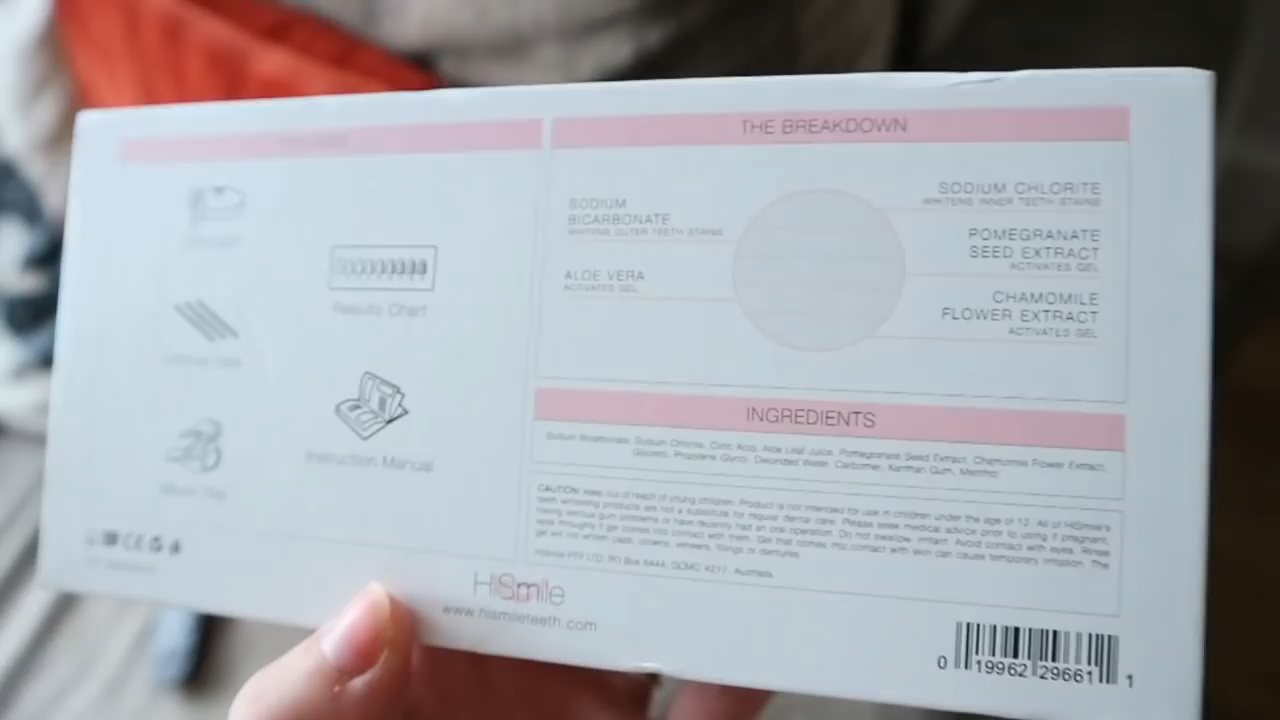 Results Chart
Instruction Manual
THE BREAKDOWN
SODIUM
BICARBONATE
WHITENS OUTER TEETH STAINS
ALOE VERA
ACTIVATES GEL
SODIUM CHLORITE
WHITENS INNER TEETH STAINS
POMEGRANATE
SEED EXTRACT
ACTIVATES GEL
CHAMOMILE
FLOWER EXTRACT
ACTIVATES GEL
INGREDIENTS
Sodium Bicarbonate, Sodium Chlorite, Citric Acid, Aloe Leaf Juice, Pomegranate Seed Extract, Chamomile Flower Extract,
Glycerol, Propylene Glycol, Deionized Water, Carbomer, Xanthan Gum, Menthol
CAUTION: keep out of reach of young children. Product is not intended for use in children under the age of 12. All of HiSmile's
teeth whitening products are not a substitute for regular dental care. Please seek medical advice prior to using if pregnant,
having serious gum problems or have recently had an oral operation. Do not swallow. Irritant. Avoid contact with eyes. Rinse
eyes throughly if gel comes into contact with them. Gel that comes into contact with skin can cause temporary irritation. The
gel will not whiten caps, crowns, veneers, fillings or dentures.
HiSmile PTY LTD, PO Box 6444, GCMC 4217, Australia.
HiSmile
www.hismileteeth.com
0 19962 29661 1